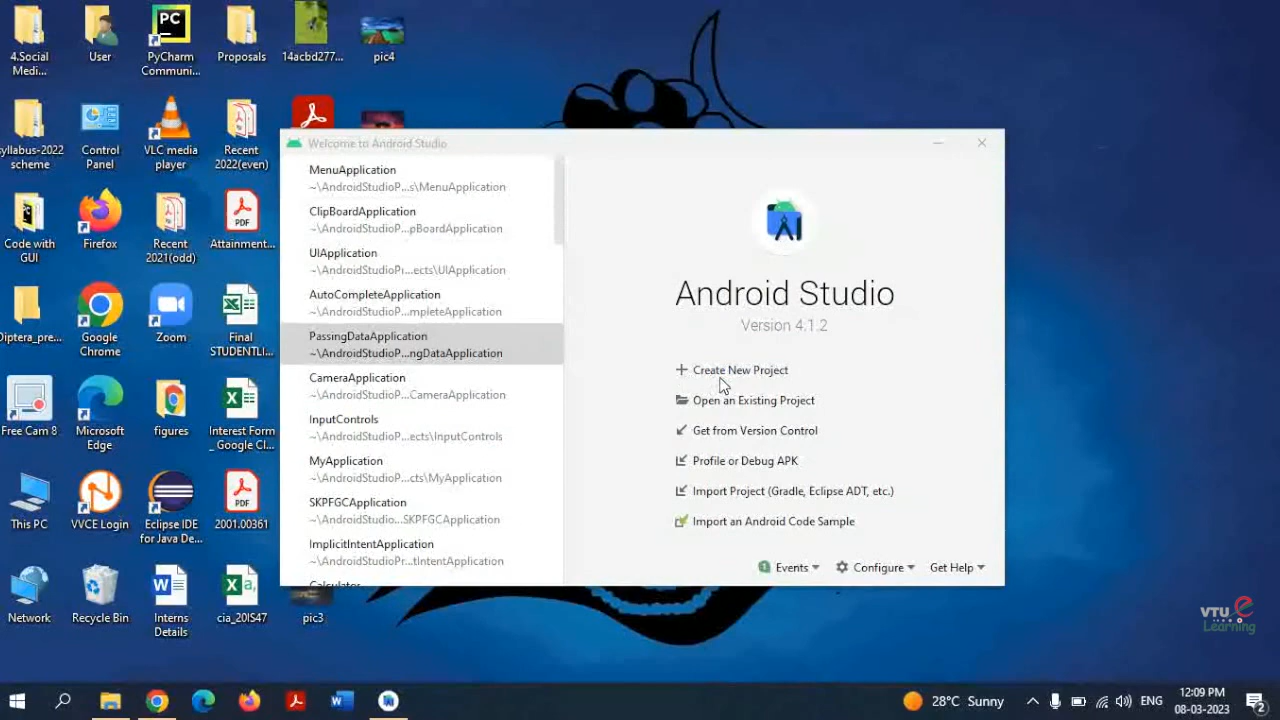 4.Social
Medi...
User
PC
PyCharm
Communi...
Proposals
14acbd277...
pic4
syllabus-2022
scheme
Control
Panel
VLC media
player
Recent
2022(even)
Code with
GUI
Firefox
Recent
2021(odd)
PDF
Attainment...
Diptera_pre...
Google
Chrome
Zoom
Final
STUDENTLI...
Free Cam 8
Microsoft
Edge
figures
Interest Form
_ Google Cl...
This PC
VVCE Login
Eclipse IDE
for Java De...
PDF
2001.00361
Network
Recycle Bin
Interns
Details
cia_20IS47
pic3
Welcome to Android Studio
MenuApplication
~\AndroidStudioP...s\MenuApplication
ClipBoardApplication
~\AndroidStudioP...pBoardApplication
UIApplication
~\AndroidStudioPr...ects\UIApplication
AutoCompleteApplication
~\AndroidStudioP...mpleteApplication
PassingDataApplication
~\AndroidStudioP...ngDataApplication
CameraApplication
~\AndroidStudioP...CameraApplication
InputControls
~\AndroidStudioP...ects\InputControls
MyApplication
~\AndroidStudioP...cts\MyApplication
SKPFGCApplication
~\AndroidStudio...SKPFGCApplication
ImplicitIntentApplication
~\AndroidStudioPr...tIntentApplication
Calculator
Android Studio
Version 4.1.2
Create New Project
Open an Existing Project
Get from Version Control
Profile or Debug APK
Import Project (Gradle, Eclipse ADT, etc.)
Import an Android Code Sample
Events
Configure
Get Help
VTU e
Learning
28°C Sunny
ENG
12:09 PM
08-03-2023
2